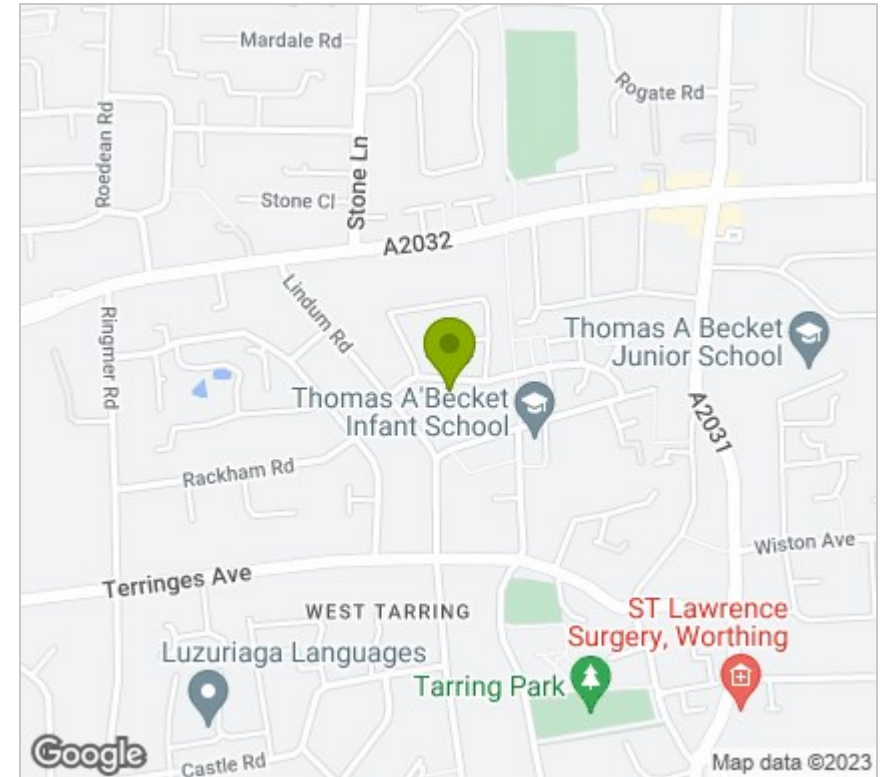 Mardale Rd
Rogate Rd
Roedean Rd
Stone Ln
Stone Cl
A2032
Lindum Rd
Ringmer Rd
Thomas A Becket
Junior School
Thomas A'Becket
Infant School
A2031
Rackham Rd
Wiston Ave
Terringes Ave
WEST TARRING
ST Lawrence
Surgery, Worthing
Luzuriaga Languages
Tarring Park
Castle Rd
Google
Map data ©2023